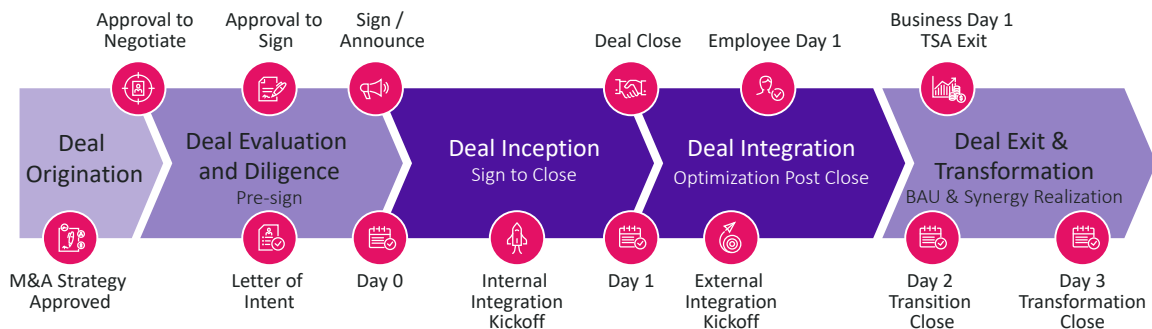 Approval to
Negotiate
Approval to
Sign
Sign /
Announce
Deal Close
Employee Day 1
Business Day 1
TSA Exit
Deal
Origination
Deal Evaluation
and Diligence
Pre-sign
Deal Inception
Sign to Close
Deal Integration
Optimization Post Close
Deal Exit &
Transformation
BAU & Synergy Realization
M&A Strategy
Approved
Letter of
Intent
Day 0
Internal
Integration
Kickoff
Day 1
External
Integration
Kickoff
Day 2
Transition
Close
Day 3
Transformation
Close